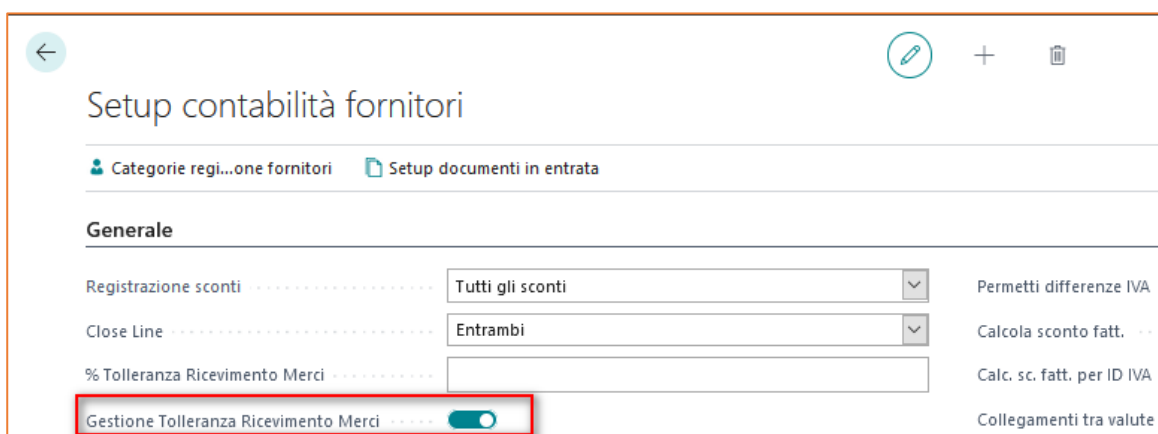 Setup contabilità fornitori
Categorie regi...one fornitori Setup documenti in entrata
Generale
Registrazione sconti Tutti gli sconti Permetti differenze IVA
Close Line Entrambi Calcola sconto fatt.
% Tolleranza Ricevimento Merci Calc. sc. fatt. per ID IVA
Gestione Tolleranza Ricevimento Merci Collegamenti tra valute